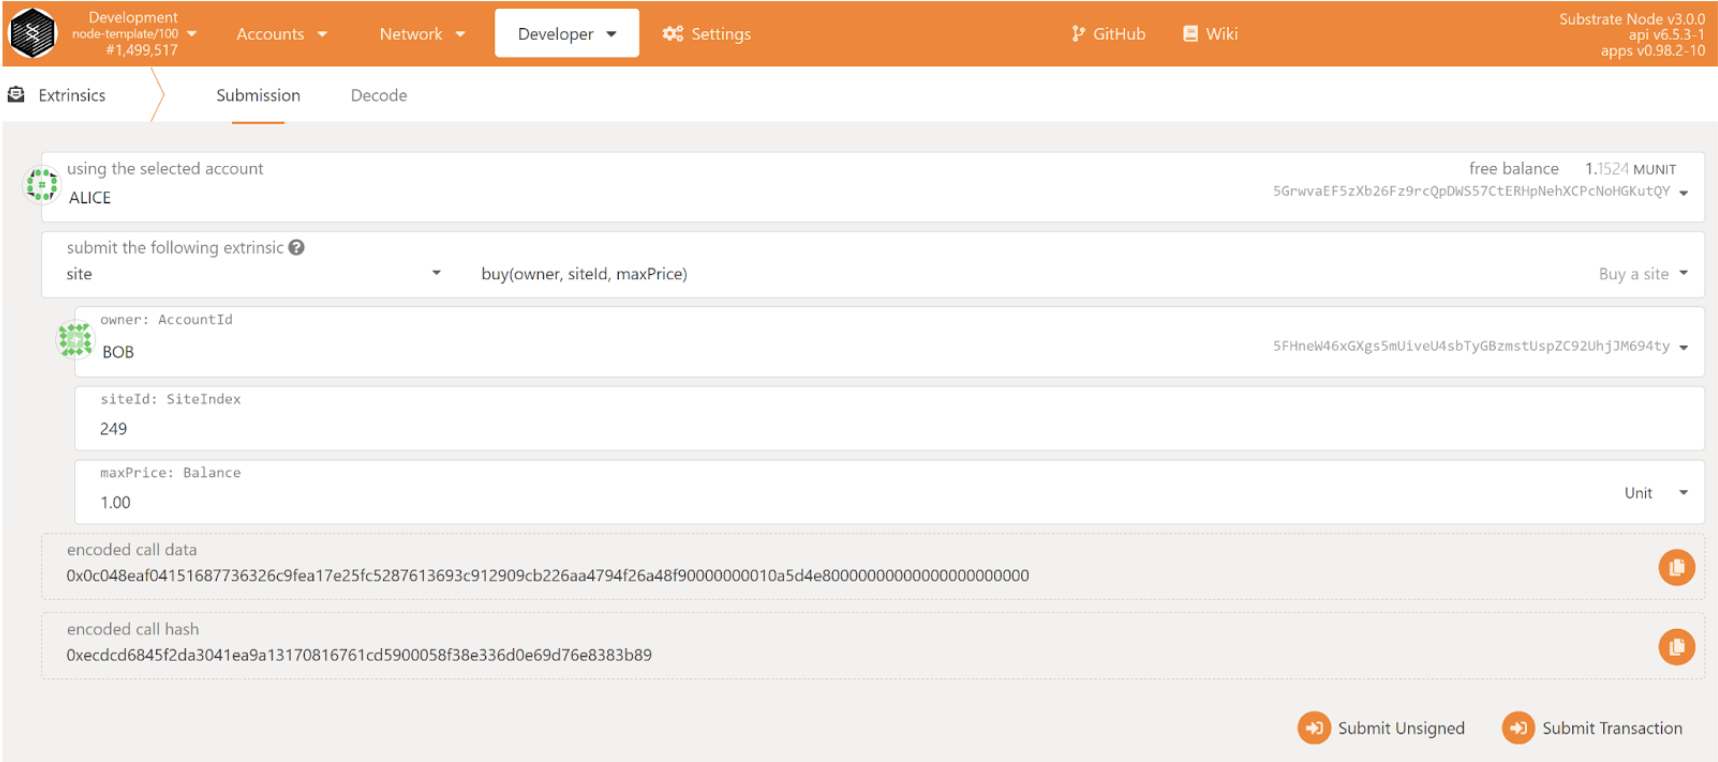 Development
node-template/100
#1,499,517
Accounts
Network
Developer
Settings
GitHub
Wiki
Substrate Node v3.0.0
api v6.5.3-1
apps v0.98.2-10
Extrinsics
Submission
Decode
using the selected account
ALICE
free balance 1.1524 MUNIT
5GrwvaEF5zXb26Fz9rcQpDWS57CtERHpNehXCPcNoHGKutQY
submit the following extrinsic ?
site
buy(owner, siteId, maxPrice)
Buy a site
owner: AccountId
BOB
5FHneW46xGXgs5mUiveU4sbTyGBzmstUspZC92UhjJM694ty
siteId: SiteIndex
249
maxPrice: Balance
1.00
Unit
encoded call data
0x0c048eaf04151687736326c9fea17e25fc5287613693c912909cb226aa4794f26a48f90000000010a5d4e80000000000000000000000
encoded call hash
0xecdcd6845f2da3041ea9a13170816761cd5900058f38e336d0e69d76e8383b89
Submit Unsigned
Submit Transaction